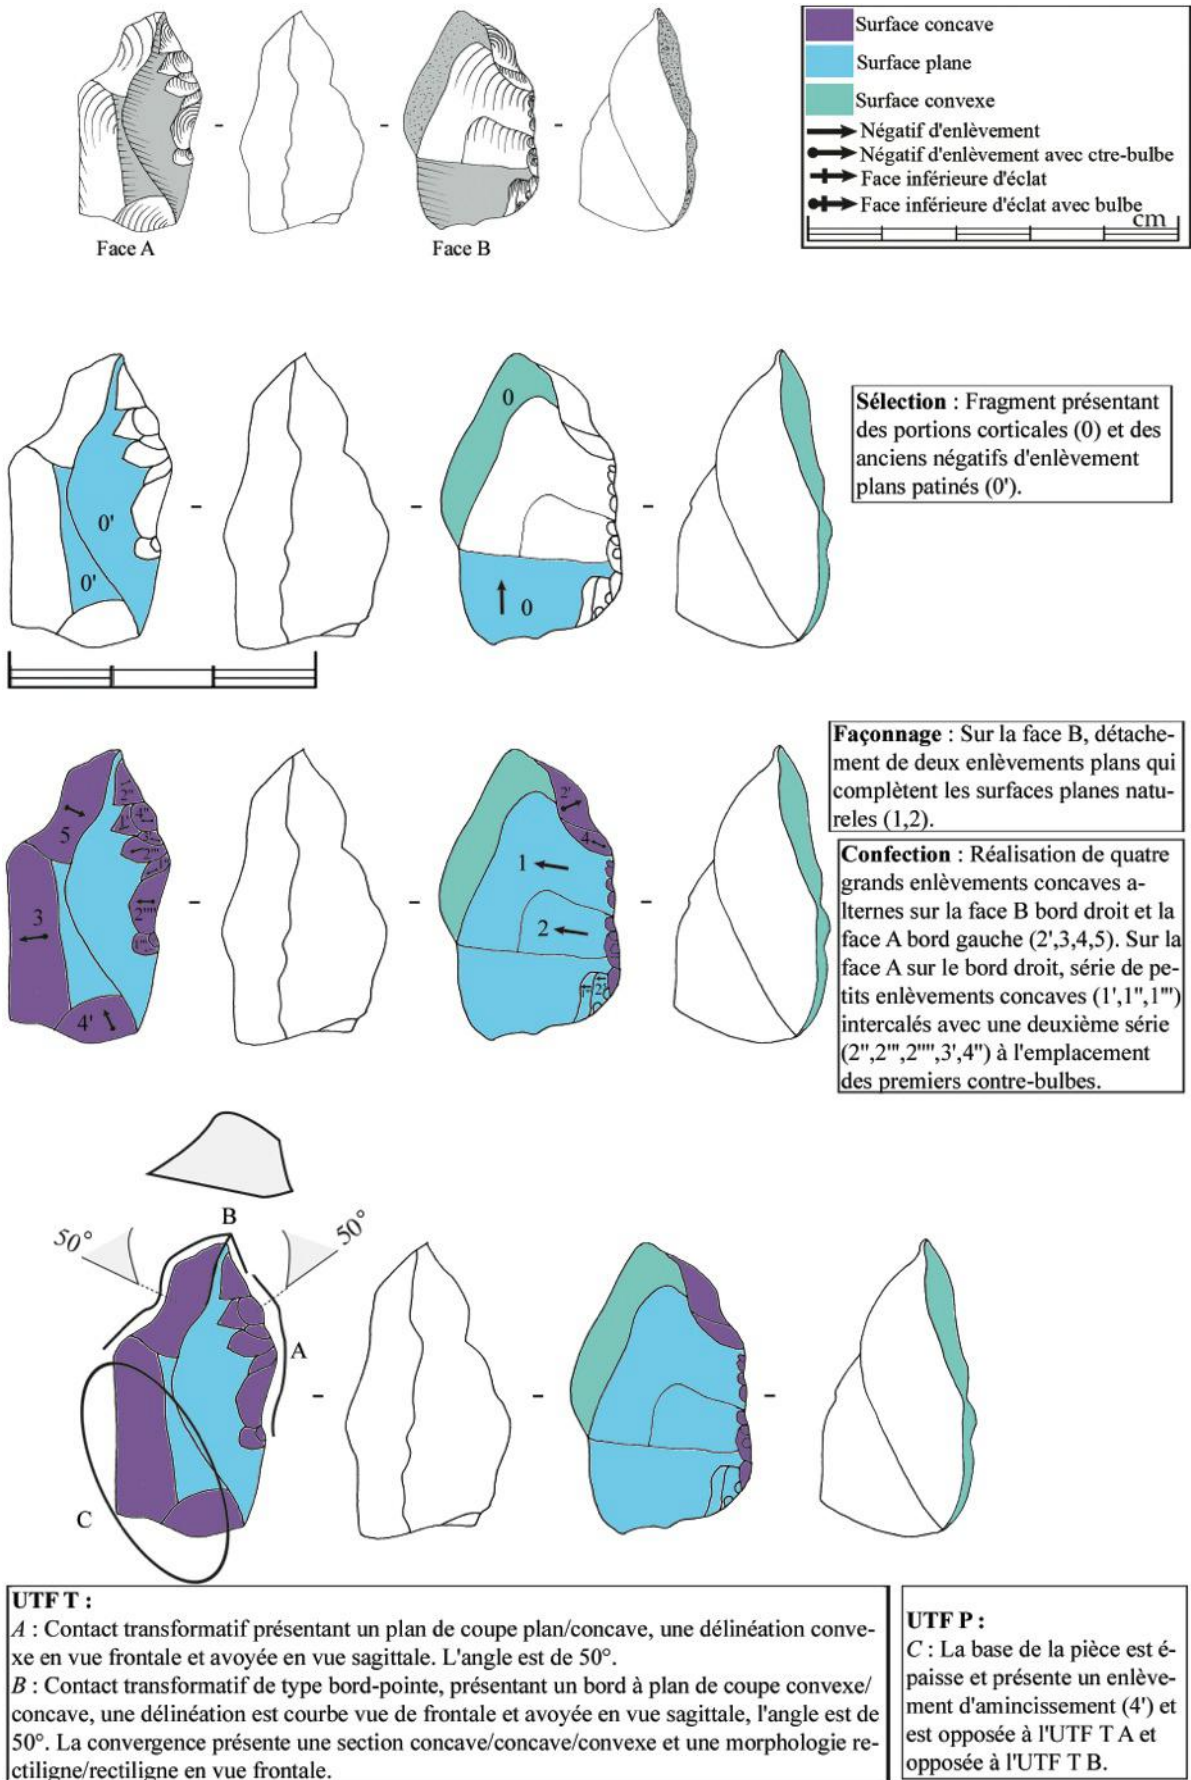 Surface concave
Surface plane
Surface convexe
Négatif d'enlèvement
Négatif d'enlèvement avec ctre-bulbe
Face inférieure d'éclat
Face inférieure d'éclat avec bulbe
cm
Face A
Face B
0'
0'
0
0
Sélection : Fragment présentant
des portions corticales (0) et des
anciens négatifs d'enlèvement
plans patinés (0').
5
3
4'
2"
1'
4"
3'
2'''
1"
2''''
1'''
2'
4
1
2
Façonnage : Sur la face B, détache-
ment de deux enlèvements plans qui
complètent les surfaces planes natu-
reles (1,2).
Confection : Réalisation de quatre
grands enlèvements concaves a-
lternes sur la face B bord droit et la
face A bord gauche (2',3,4,5). Sur la
face A sur le bord droit, série de pe-
tits enlèvements concaves (1',1'',1''')
intercalés avec une deuxième série
(2'',2''',2'''',3',4'') à l'emplacement
des premiers contre-bulbes.
50°
B
50°
A
C
UTF T :
A : Contact transformatif présentant un plan de coupe plan/concave, une délinéation conve-
xe en vue frontale et avoyée en vue sagittale. L'angle est de 50°.
B : Contact transformatif de type bord-pointe, présentant un bord à plan de coupe convexe/
concave, une délinéation est courbe vue de frontale et avoyée en vue sagittale, l'angle est de
50°. La convergence présente une section concave/concave/convexe et une morphologie re-
ctiligne/rectiligne en vue frontale.
UTF P :
C : La base de la pièce est é-
paisse et présente un enlève-
ment d'amincissement (4') et
est opposée à l'UTF T A et
opposée à l'UTF T B.